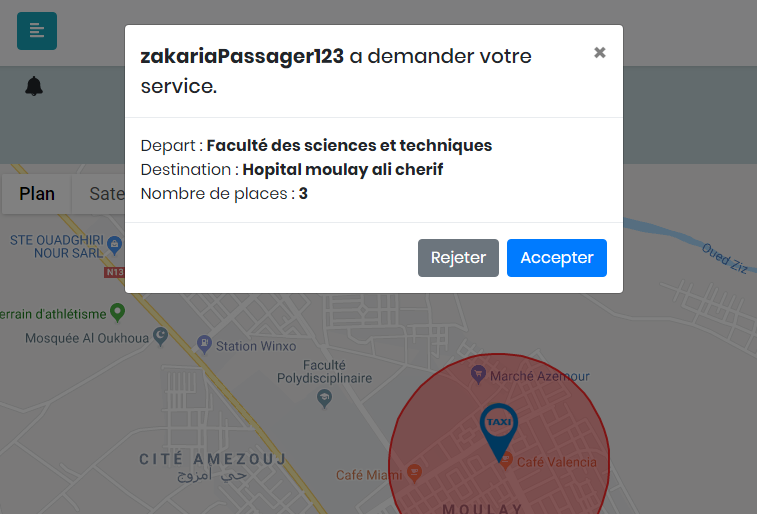 zakariaPassager123 a demander votre
service.
×
Depart : Faculté des sciences et techniques
Destination : Hopital moulay ali cherif
Nombre de places : 3
Rejeter
Accepter
Plan
Sate
STE OUADGHIRI
NOUR SARL
N13
Oued Ziz
errain d'athlétisme
Mosquée Al Oukhoua
Station Winxo
Faculté
Polydisciplinaire
Marché Azemour
TAXI
CITÉ AMEZOUJ
حي أمزوج
Café Miami
Café Valencia
MOULAY